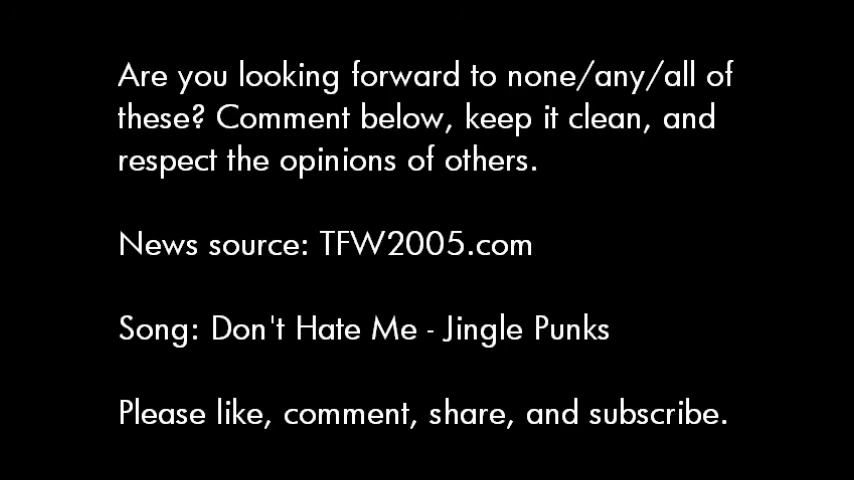 Are you looking forward to none/any/all of
these? Comment below, keep it clean, and
respect the opinions of others.
News source: TFW2005.com
Song: Don't Hate Me - Jingle Punks
Please like, comment, share, and subscribe.